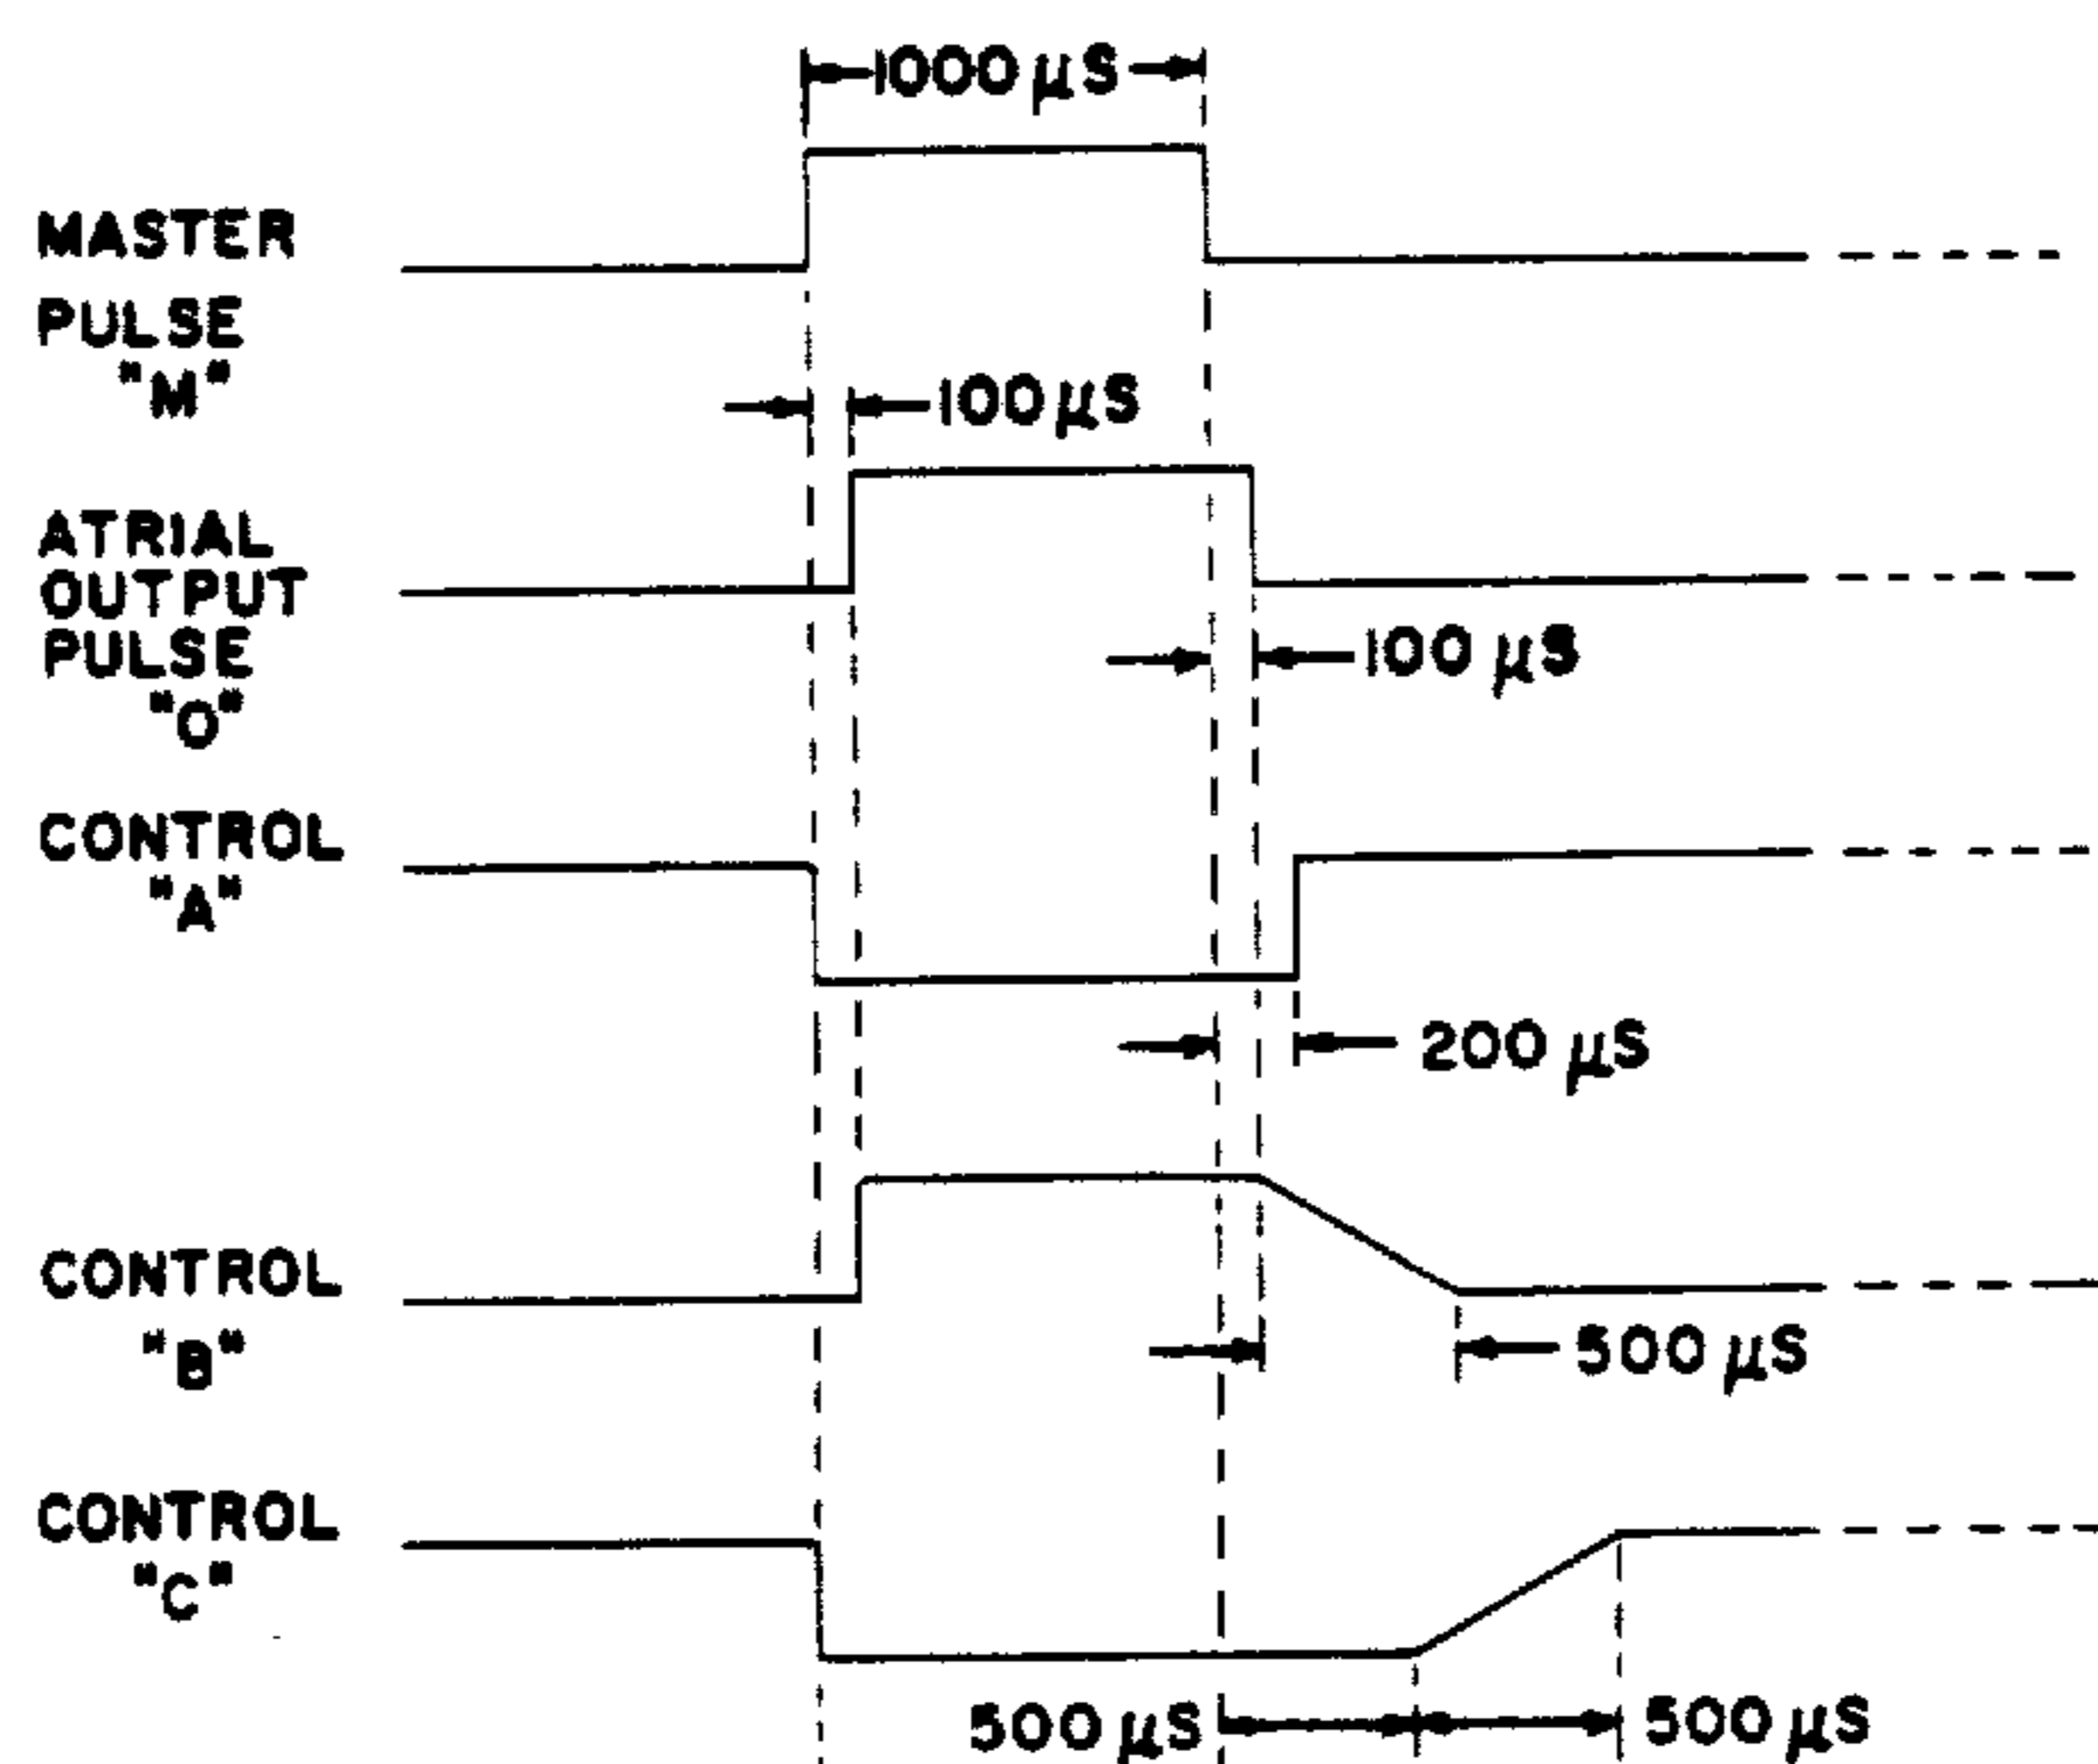 1000 µS
MASTER
PULSE
"M"
100 µS
ATRIAL
OUTPUT
PULSE
"O"
100 µS
CONTROL
"A"
200 µS
CONTROL
"B"
500 µS
CONTROL
"C"
500 µS
500 µS